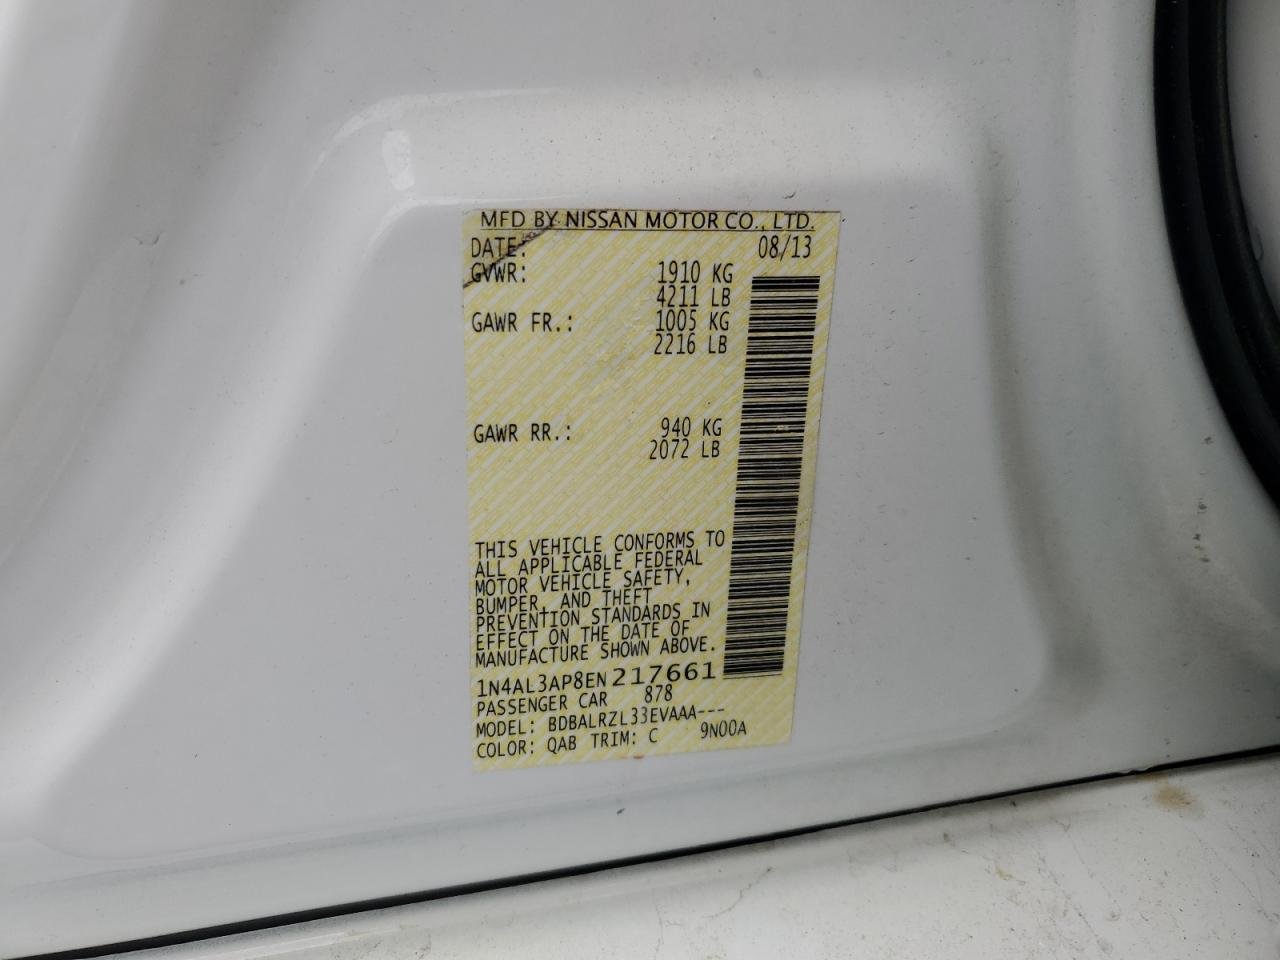 MFD BY NISSAN MOTOR CO., LTD.
DATE: 08/13
GVWR: 1910 KG
4211 LB
GAWR FR.: 1005 KG
2216 LB
GAWR RR.: 940 KG
2072 LB
THIS VEHICLE CONFORMS TO
ALL APPLICABLE FEDERAL
MOTOR VEHICLE SAFETY,
BUMPER, AND THEFT
PREVENTION STANDARDS IN
EFFECT ON THE DATE OF
MANUFACTURE SHOWN ABOVE.
1N4AL3AP8EN217661
PASSENGER CAR 878
MODEL: BDBALRZL33EVAAA---
COLOR: QAB TRIM: C 9N00A